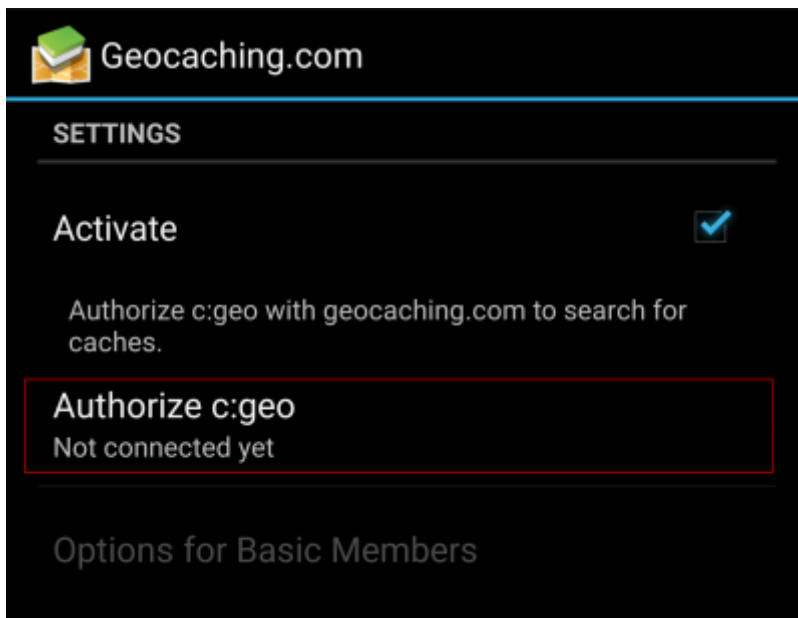 Geocaching.com
SETTINGS
Activate
Authorize c:geo with geocaching.com to search for
caches.
Authorize c:geo
Not connected yet
Options for Basic Members